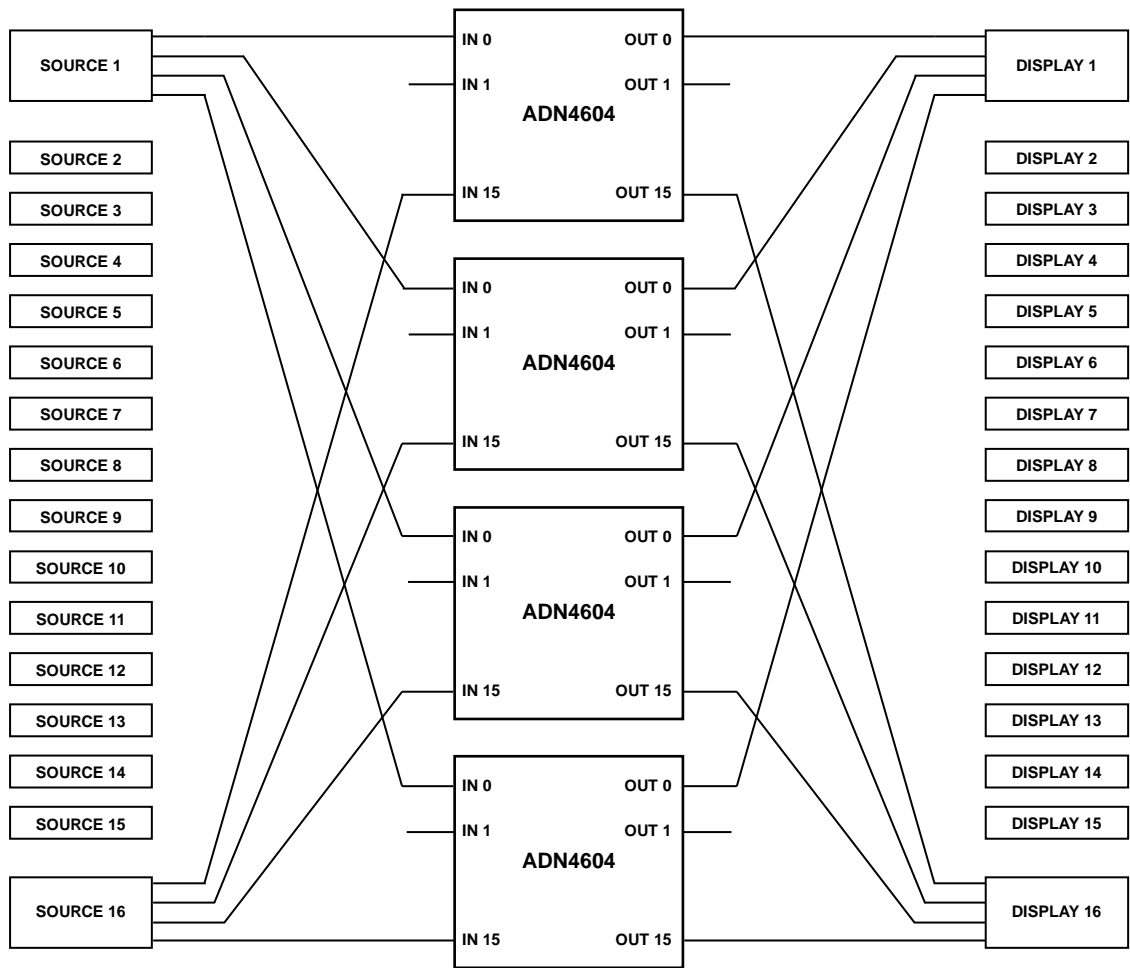 SOURCE 1
SOURCE 2
SOURCE 3
SOURCE 4
SOURCE 5
SOURCE 6
SOURCE 7
SOURCE 8
SOURCE 9
SOURCE 10
SOURCE 11
SOURCE 12
SOURCE 13
SOURCE 14
SOURCE 15
SOURCE 16
IN 0
OUT 0
IN 1
OUT 1
ADN4604
IN 15
OUT 15
IN 0
OUT 0
IN 1
OUT 1
ADN4604
IN 15
OUT 15
IN 0
OUT 0
IN 1
OUT 1
ADN4604
IN 15
OUT 15
IN 0
OUT 0
IN 1
OUT 1
ADN4604
IN 15
OUT 15
DISPLAY 1
DISPLAY 2
DISPLAY 3
DISPLAY 4
DISPLAY 5
DISPLAY 6
DISPLAY 7
DISPLAY 8
DISPLAY 9
DISPLAY 10
DISPLAY 11
DISPLAY 12
DISPLAY 13
DISPLAY 14
DISPLAY 15
DISPLAY 16